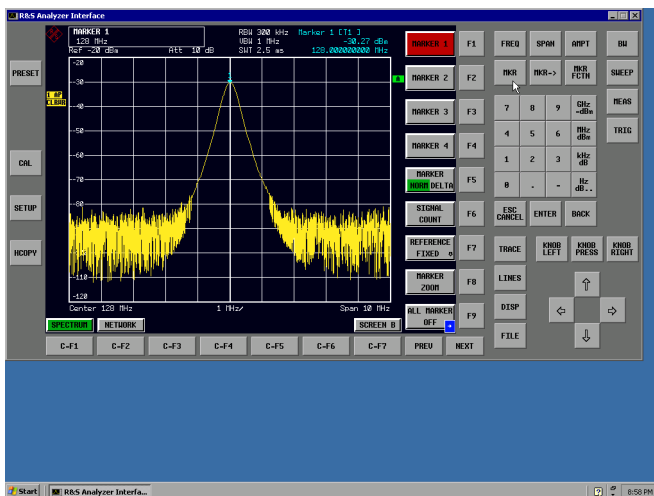 R&S Analyzer Interface
MARKER 1
128 MHz
Ref -20 dBm
Att 10 dB
RBW 300 kHz
VBW 1 MHz
SWT 2.5 ms
Marker 1 [T1 ]
-30.27 dBm
128.000000000 MHz
-20
-40
-50
-60
-70
-80
-110
-120
1 AP
CLRWR
1
A
Center 128 MHz
1 MHz/
Span 10 MHz
SPECTRUM
NETWORK
SCREEN B
MARKER 1
MARKER 2
MARKER 3
MARKER 4
MARKER
NORM DELTA
SIGNAL
COUNT
REFERENCE
FIXED
MARKER
ZOOM
ALL MARKER
OFF
F1
F2
F3
F4
F5
F6
F7
F8
F9
PRESET
CAL
SETUP
HCOPY
C-F1 C-F2 C-F3 C-F4 C-F5 C-F6 C-F7 PREV NEXT
FREQ SPAN AMPT BW
MKR MKR-> MKR FCTN SWEEP
MEAS
TRIG
7 8 9 GHz -dBm
4 5 6 MHz dBm
1 2 3 kHz dB
0 . - Hz dB..
ESC CANCEL ENTER BACK
TRACE KNOB LEFT KNOB PRESS KNOB RIGHT
LINES
DISP
FILE
Start
R&S Analyzer Interfa...
8:58 PM